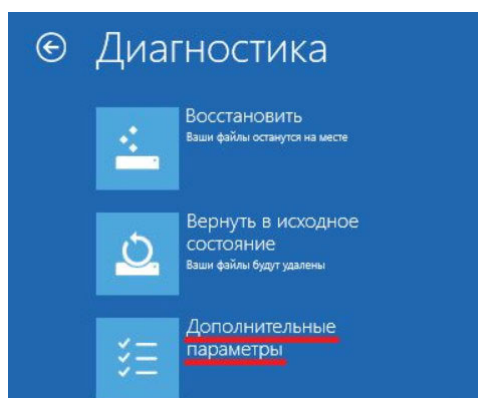 Диагностика
Восстановить
Ваши файлы останутся на месте
Вернуть в исходное
состояние
Ваши файлы будут удалены
Дополнительные
параметры